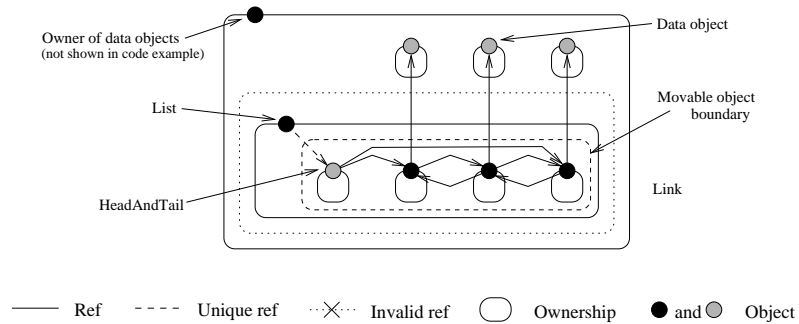 Owner of data objects
(not shown in code example)
Data object
List
Movable object
boundary
HeadAndTail
Link
Ref
Unique ref
Invalid ref
Ownership
and
Object